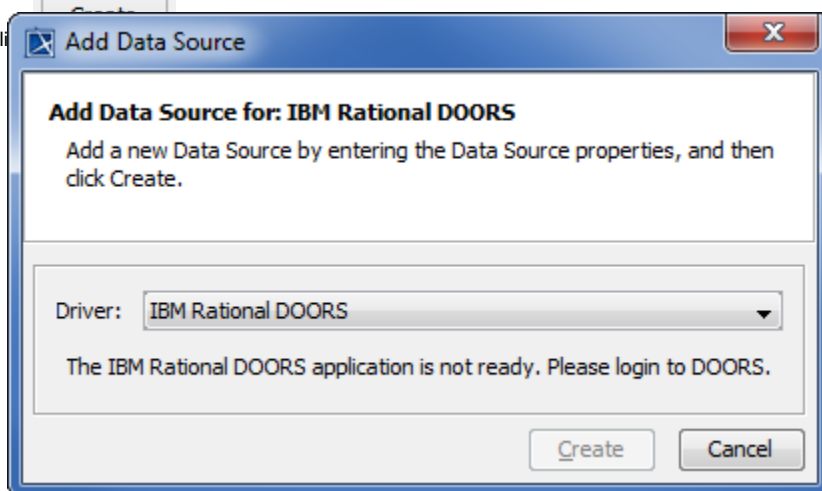 Create
li
Add Data Source
Add Data Source for: IBM Rational DOORS
Add a new Data Source by entering the Data Source properties, and then
click Create.
Driver: IBM Rational DOORS
The IBM Rational DOORS application is not ready. Please login to DOORS.
Create Cancel